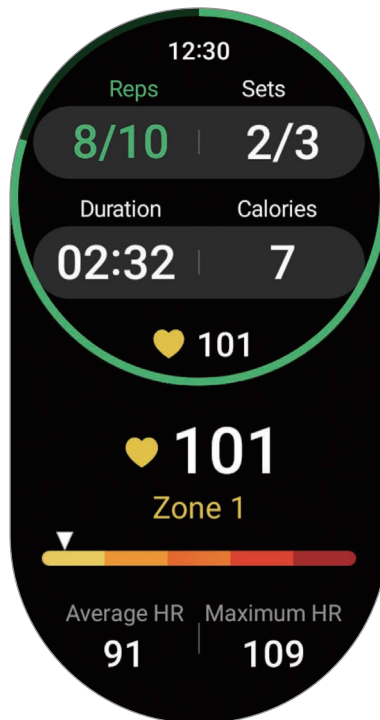 12:30
Reps Sets
8/10 2/3
Duration Calories
02:32 7
101
101
Zone 1
Average HR Maximum HR
91 109